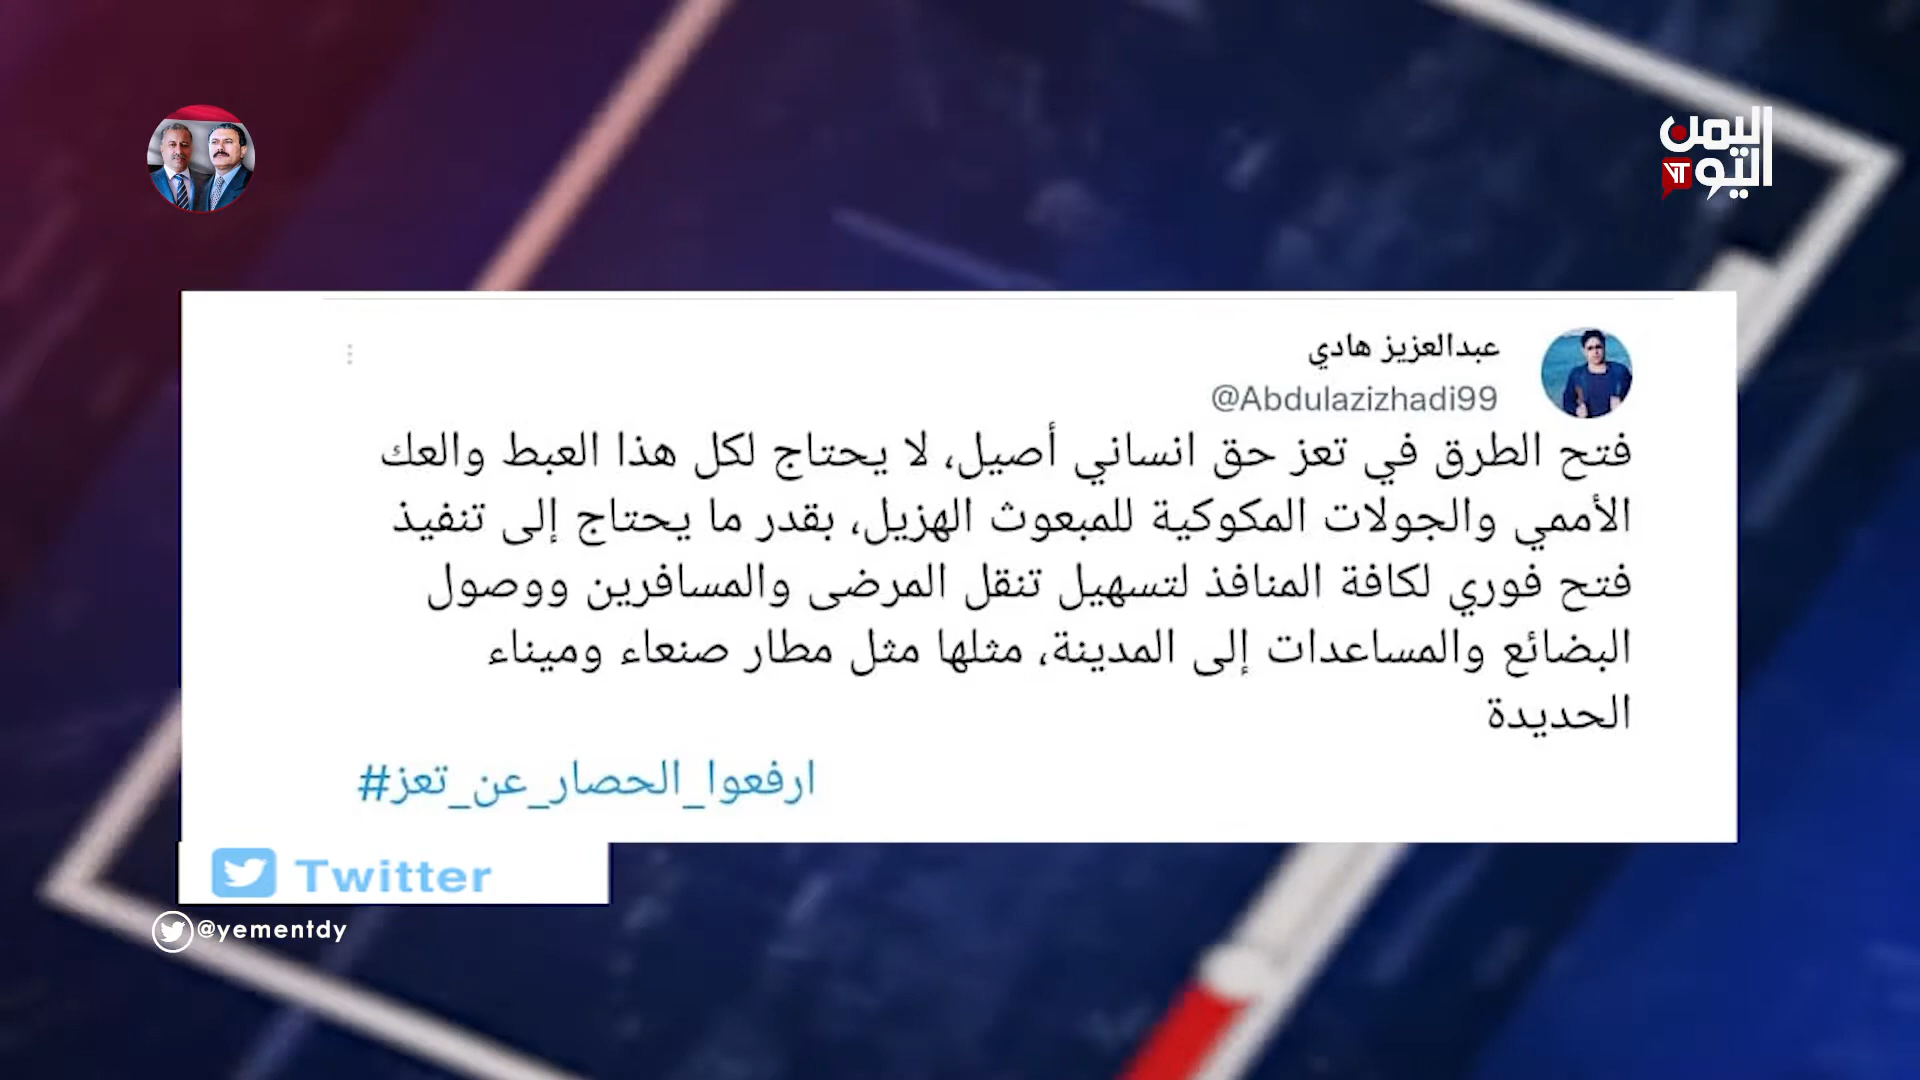 اليمن
اليوم
YT
عبدالعزيز هادي
@Abdulazizhadi99
فتح الطرق في تعز حق انساني أصيل، لا يحتاج لكل هذا العبط والعك
الأممي والجولات المكوكية للمبعوث الهزيل، بقدر ما يحتاج إلى تنفيذ
فتح فوري لكافة المنافذ لتسهيل تنقل المرضى والمسافرين ووصول
البضائع والمساعدات إلى المدينة، مثلها مثل مطار صنعاء وميناء
الحديدة
#ارفعوا_الحصار_عن_تعز
Twitter
@yementdy